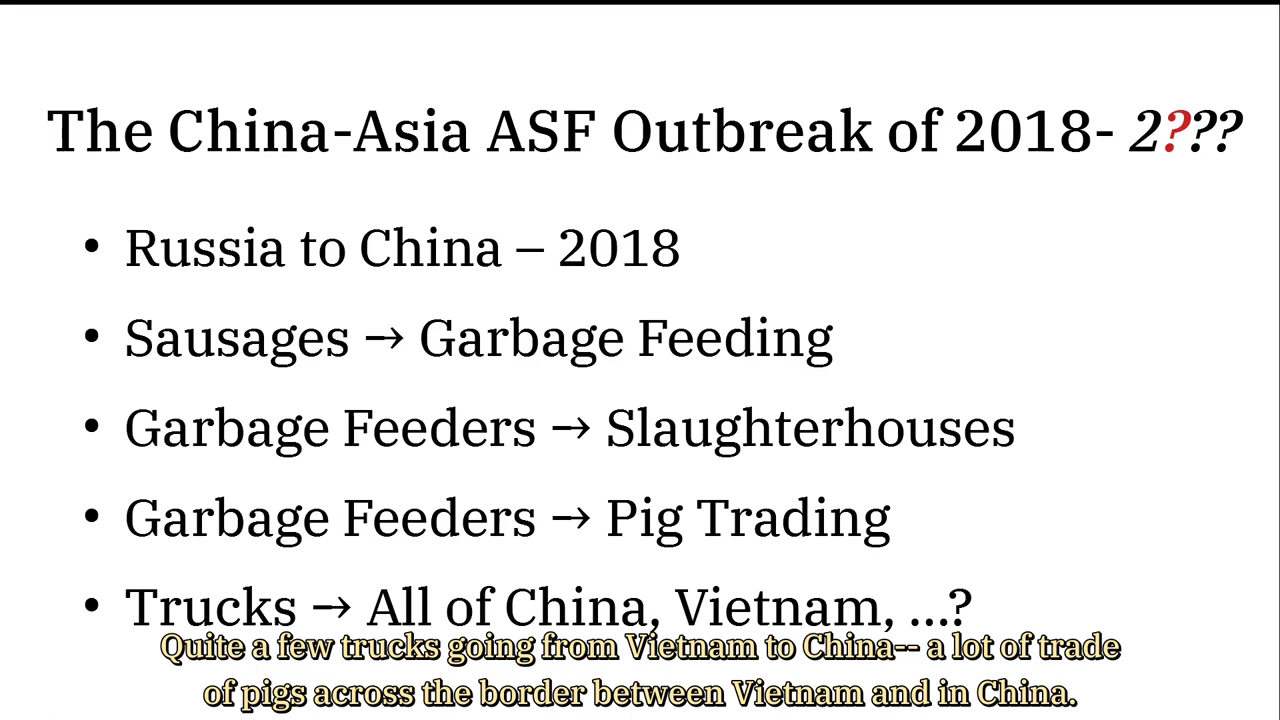 The China-Asia ASF Outbreak of 2018- 2???
• Russia to China – 2018
• Sausages → Garbage Feeding
• Garbage Feeders → Slaughterhouses
• Garbage Feeders → Pig Trading
• Trucks → All of China, Vietnam, ...?
Quite a few trucks going from Vietnam to China-- a lot of trade
of pigs across the border between Vietnam and in China.